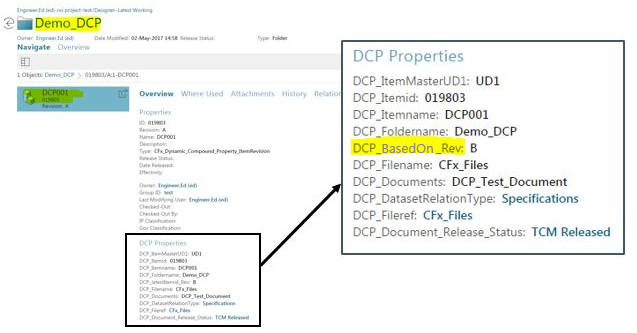 Engineer.Ed (ed)-no project-test/Designer -Latest Working
Demo_DCP
Owner: Engineer.Ed (ed) Date Modified: 02-May-2017 14:58 Release Status: Type: Folder
Navigate Overview
1 Objects: Demo_DCP > 019803/A;1-DCP001
DCP001
019803
Revision: A
Overview Where Used Attachments History Relation
Properties
ID: 019803
Revision: A
Name: DCP001
Description:
Type: CFx_Dynamic_Compound_Property_ItemRevision
Release Status:
Date Released:
Effectivity:
Owner: Engineer.Ed (ed)
Group ID: test
Last Modifying User: Engineer.Ed (ed)
Checked-Out:
Checked-Out By:
IP Classification:
Gov Classification:
DCP Properties
DCP_ItemMasterUD1: UD1
DCP_Itemid: 019803
DCP_Itemname: DCP001
DCP_Foldername: Demo_DCP
DCP_latestItemid_Rev: B
DCP_Filename: CFx_Files
DCP_Documents: DCP_Test_Document
DCP_DatasetRelationType: Specifications
DCP_Fileref: CFx_Files
DCP_Document_Release_Status: TCM Released
DCP Properties
DCP_ItemMasterUD1: UD1
DCP_Itemid: 019803
DCP_Itemname: DCP001
DCP_Foldername: Demo_DCP
DCP_BasedOn_Rev: B
DCP_Filename: CFx_Files
DCP_Documents: DCP_Test_Document
DCP_DatasetRelationType: Specifications
DCP_Fileref: CFx_Files
DCP_Document_Release_Status: TCM Released